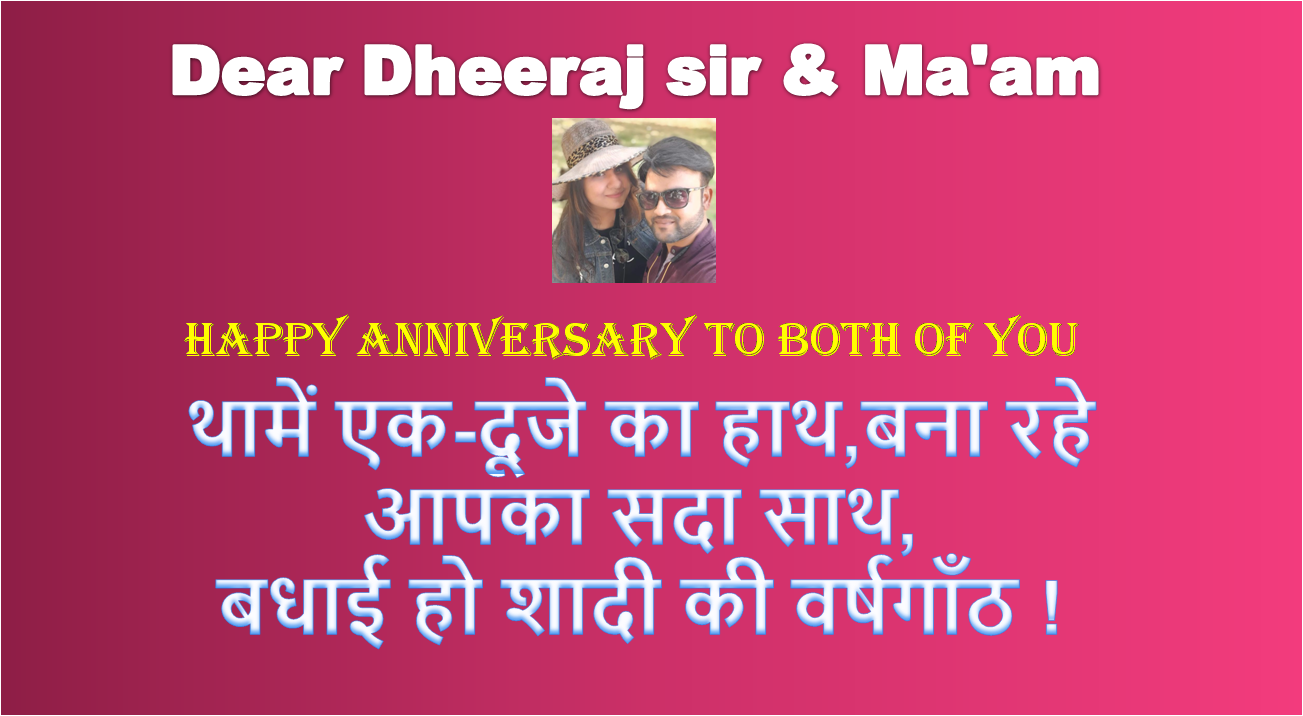 Dear Dheeraj sir & Ma'am
HAPPY ANNIVERSARY TO BOTH OF YOU
थामें एक-दूजे का हाथ,बना रहे
आपका सदा साथ,
बधाई हो शादी की वर्षगाँठ !